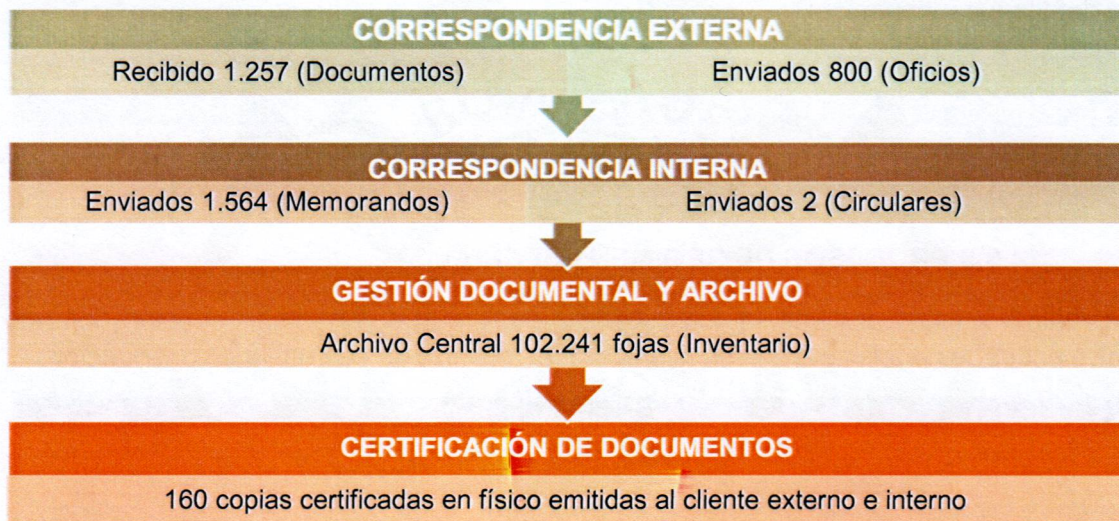 CORRESPONDENCIA EXTERNA
Recibido 1.257 (Documentos) Enviados 800 (Oficios)
CORRESPONDENCIA INTERNA
Enviados 1.564 (Memorandos) Enviados 2 (Circulares)
GESTIÓN DOCUMENTAL Y ARCHIVO
Archivo Central 102.241 fojas (Inventario)
CERTIFICACIÓN DE DOCUMENTOS
160 copias certificadas en físico emitidas al cliente externo e interno